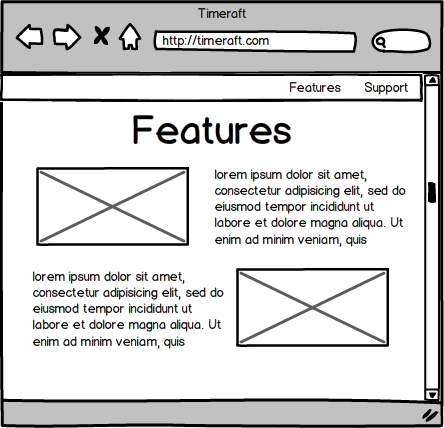 Timeraft
http://timeraft.com
Features Support
Features
lorem ipsum dolor sit amet,
consectetur adipisicing elit, sed do
eiusmod tempor incididunt ut
labore et dolore magna aliqua. Ut
enim ad minim veniam, quis
lorem ipsum dolor sit amet,
consectetur adipisicing elit, sed do
eiusmod tempor incididunt ut
labore et dolore magna aliqua. Ut
enim ad minim veniam, quis